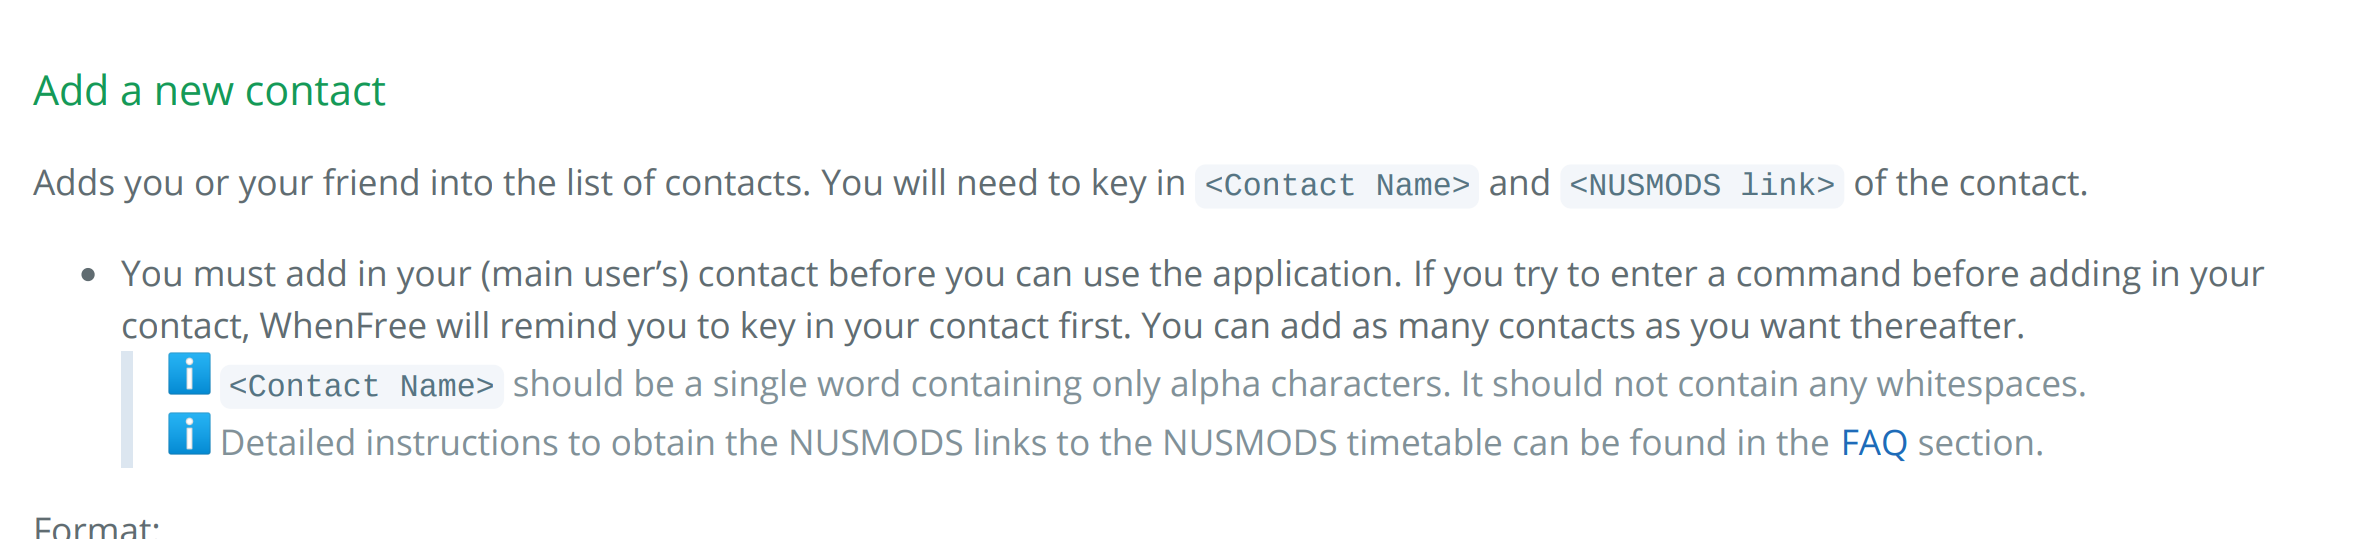 Add a new contact
Adds you or your friend into the list of contacts. You will need to key in <Contact Name> and <NUSMODS link> of the contact.
• You must add in your (main user’s) contact before you can use the application. If you try to enter a command before adding in your
contact, WhenFree will remind you to key in your contact first. You can add as many contacts as you want thereafter.
ℹ️ <Contact Name> should be a single word containing only alpha characters. It should not contain any whitespaces.
ℹ️ Detailed instructions to obtain the NUSMODS links to the NUSMODS timetable can be found in the FAQ section.
Format: